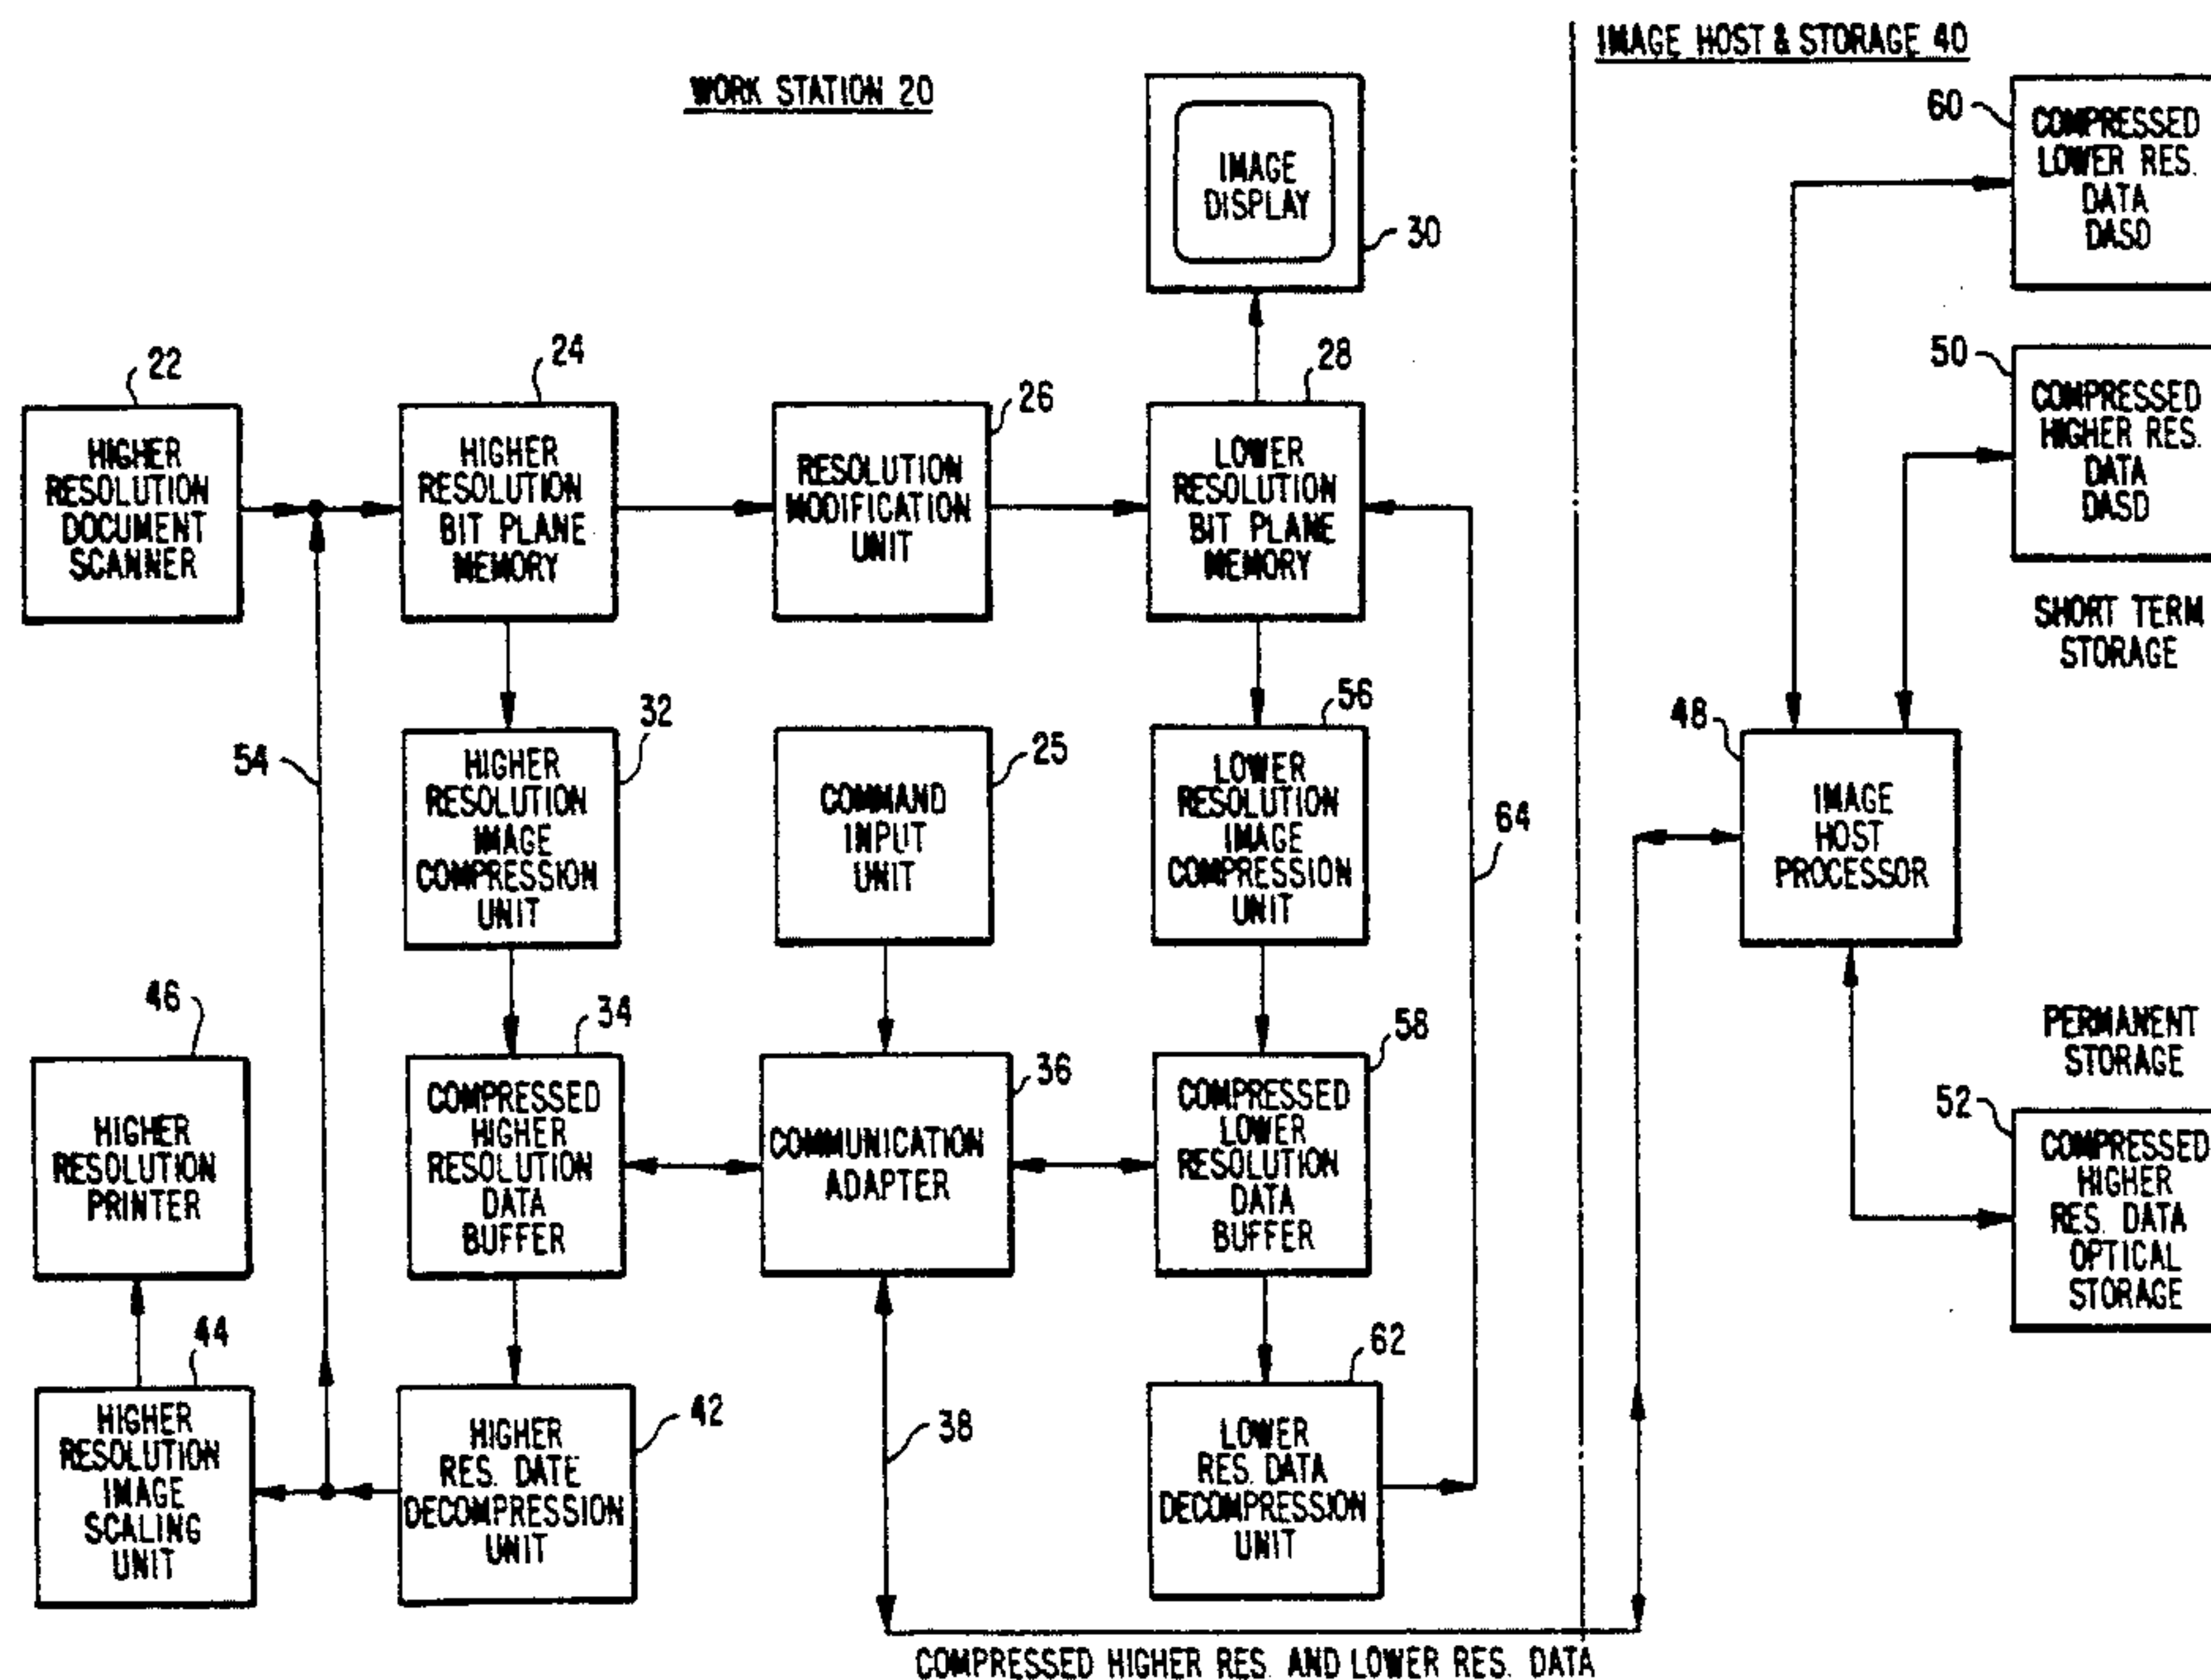 WORK STATION 20
IMAGE HOST & STORAGE 40
IMAGE
DISPLAY
30
60
COMPRESSED
LOWER RES.
DATA
DASD
50
COMPRESSED
HIGHER RES.
DATA
DASD
SHORT TERM
STORAGE
22
HIGHER
RESOLUTION
DOCUMENT
SCANNER
24
HIGHER
RESOLUTION
BIT PLANE
MEMORY
26
RESOLUTION
MODIFICATION
UNIT
28
LOWER
RESOLUTION
BIT PLANE
MEMORY
54
32
HIGHER
RESOLUTION
IMAGE
COMPRESSION
UNIT
25
COMMAND
INPUT
UNIT
56
LOWER
RESOLUTION
IMAGE
COMPRESSION
UNIT
64
48
IMAGE
HOST
PROCESSOR
46
HIGHER
RESOLUTION
PRINTER
34
COMPRESSED
HIGHER
RESOLUTION
DATA
BUFFER
36
COMMUNICATION
ADAPTER
58
COMPRESSED
LOWER
RESOLUTION
DATA
BUFFER
PERMANENT
STORAGE
52
COMPRESSED
HIGHER
RES. DATA
OPTICAL
STORAGE
44
HIGHER
RESOLUTION
IMAGE
SCALING
UNIT
42
HIGHER
RES. DATE
DECOMPRESSION
UNIT
38
62
LOWER
RES. DATA
DECOMPRESSION
UNIT
COMPRESSED HIGHER RES. AND LOWER RES. DATA